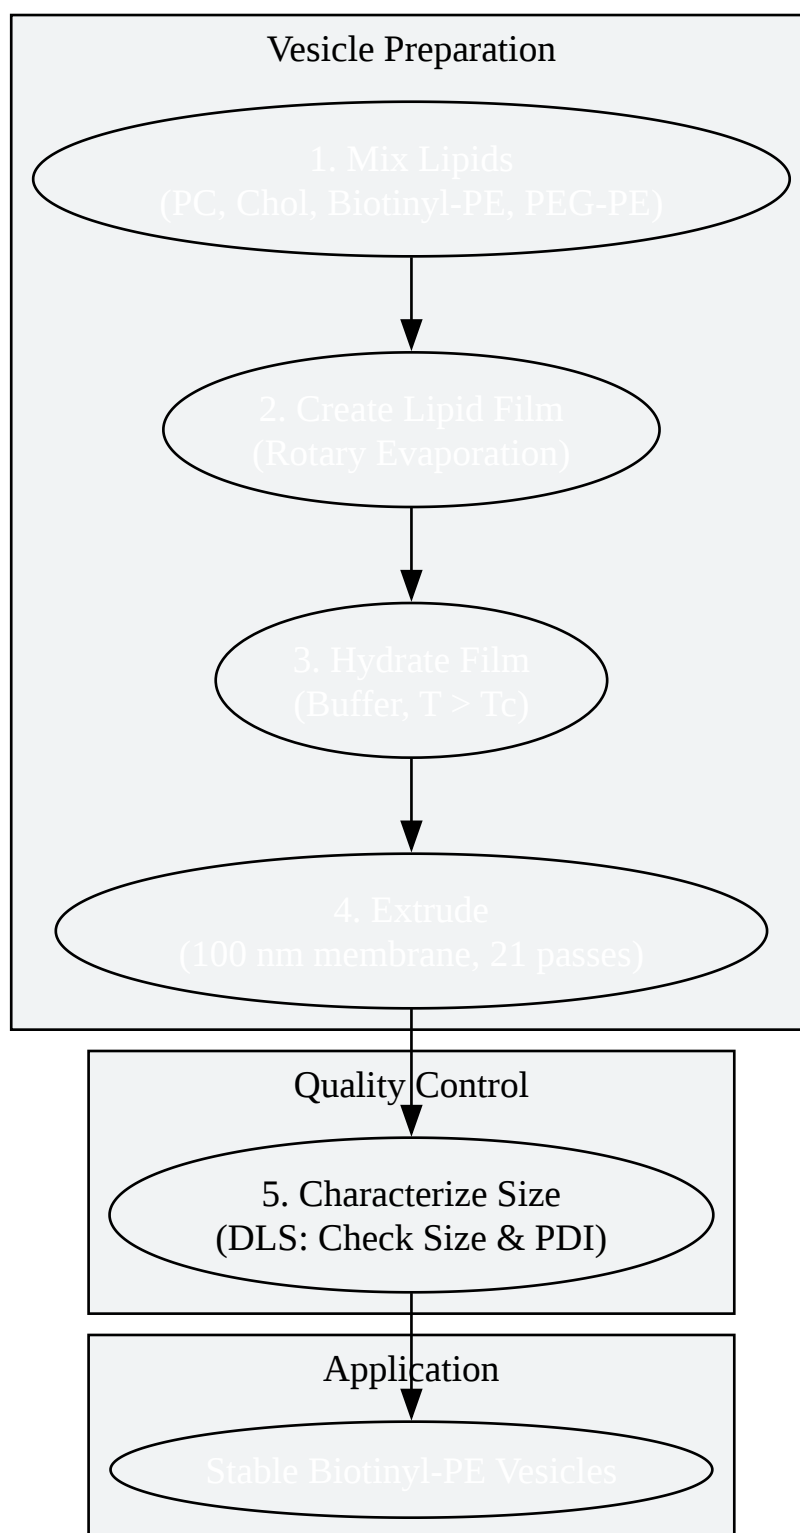 Vesicle Preparation
1. Mix Lipids
(PC, Chol, Biotinyl-PE, PEG-PE)
2. Create Lipid Film
(Rotary Evaporation)
3. Hydrate Film
(Buffer, T > Tc)
4. Extrude
(100 nm membrane, 21 passes)
Quality Control
5. Characterize Size
(DLS: Check Size & PDI)
Application
Stable Biotinyl-PE Vesicles